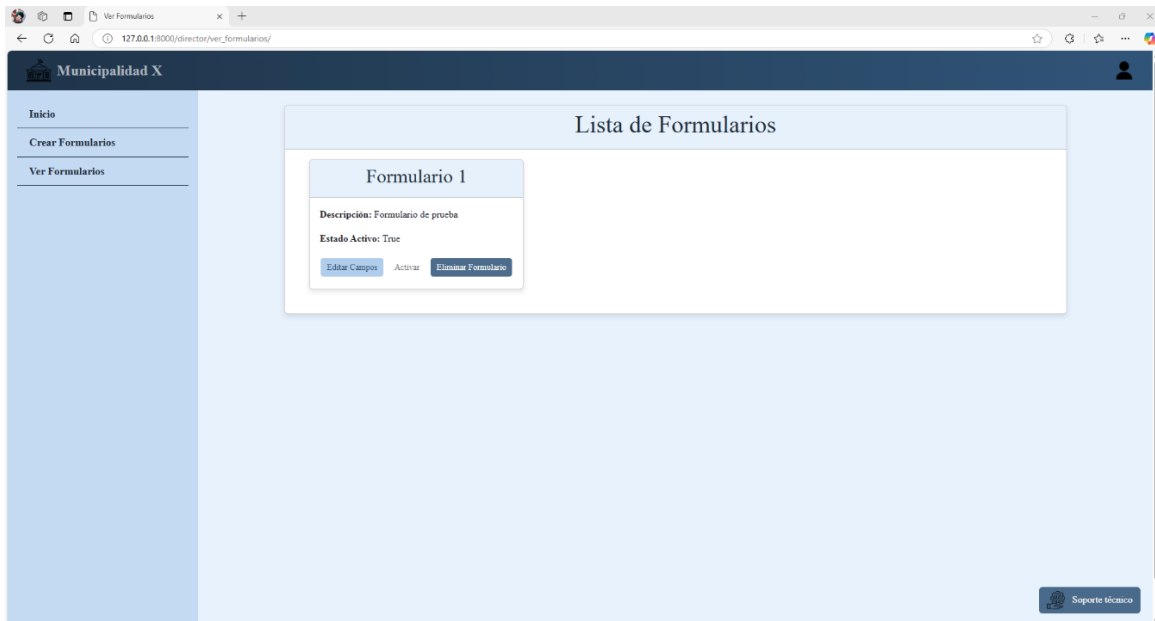 Ver Formularios
127.0.0.1:8000/director/ver_formularios/
Municipalidad X
Inicio
Crear Formularios
Ver Formularios
Lista de Formularios
Formulario 1
Descripción: Formulario de prueba
Estado Activo: True
Editar Campos Activar Eliminar Formulario
Soporte técnico